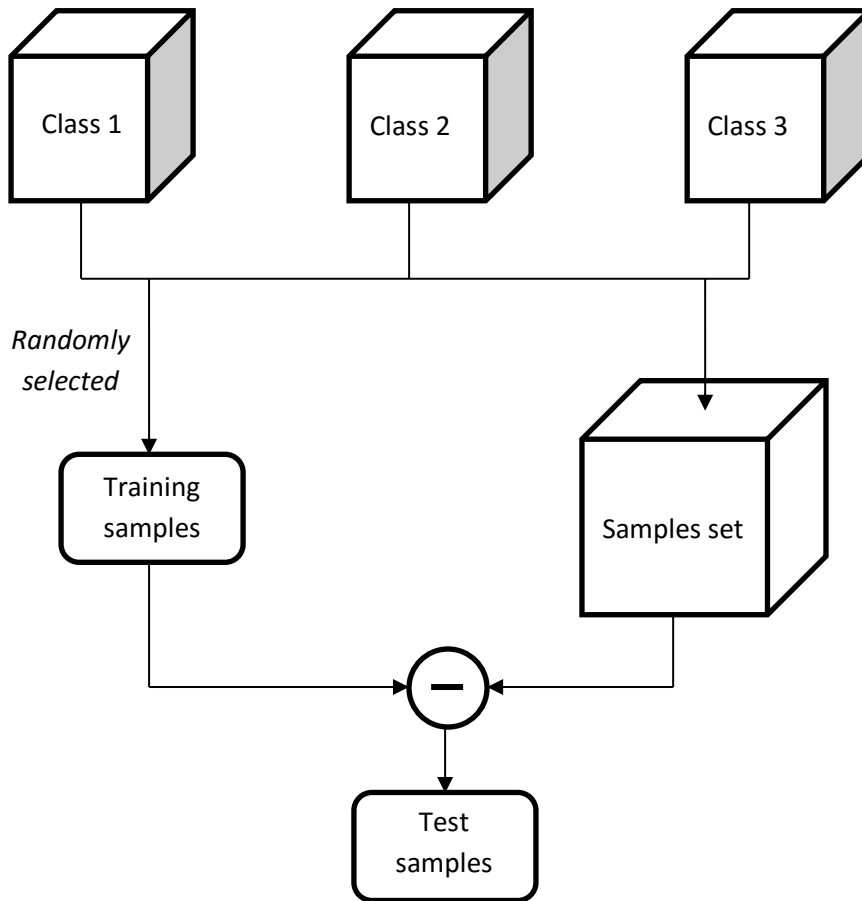 Class 1
Class 2
Class 3
Randomly
selected
Training
samples
Samples set
Test
samples